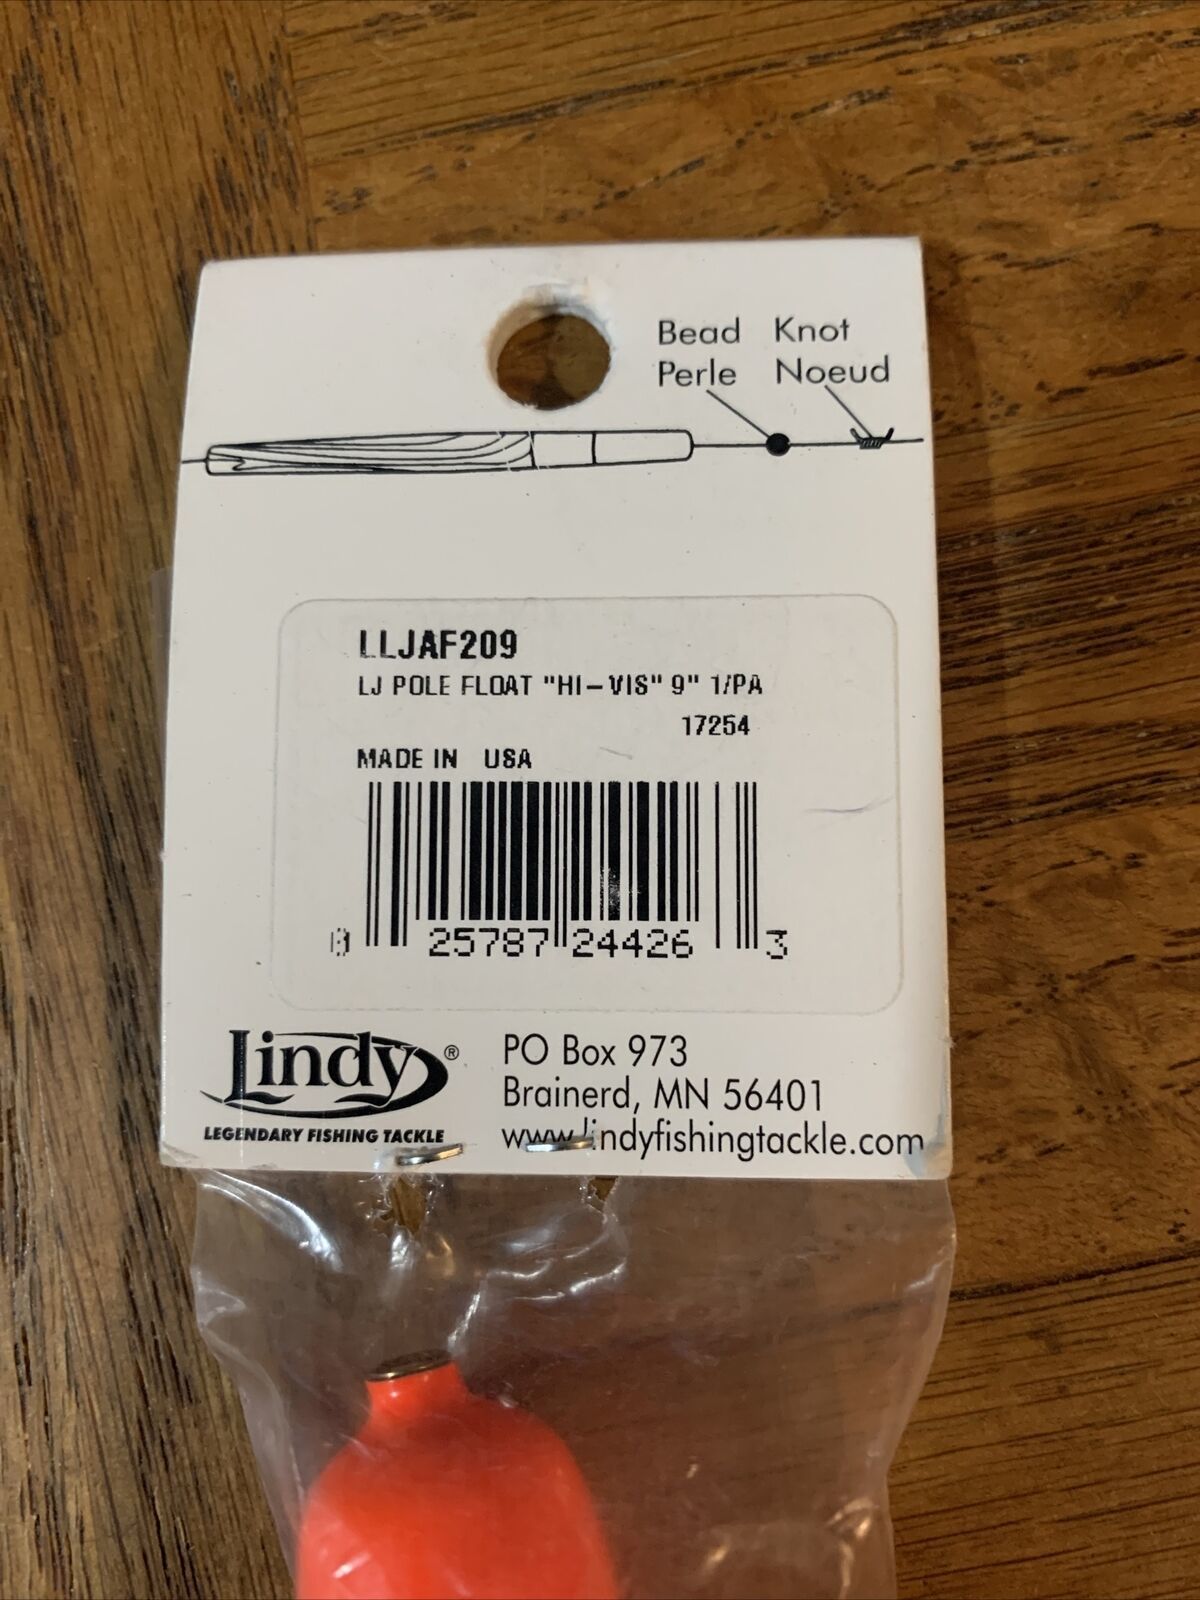 Bead Knot
Perle Noeud
LLJAF209
LJ POLE FLOAT "HI-VIS" 9" 1/PA
17254
MADE IN USA
25787 24426 3
Lindy®
LEGENDARY FISHING TACKLE
PO Box 973
Brainerd, MN 56401
www.lindyfishingtackle.com